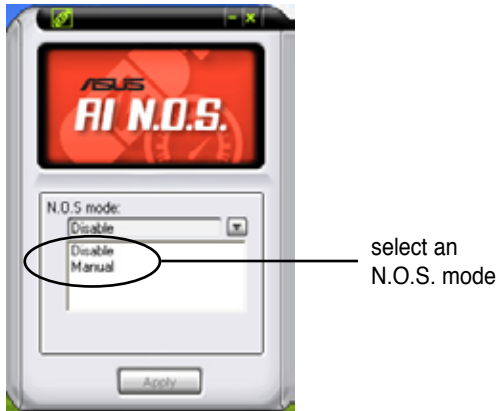 ASUS
AI N.O.S.
N.O.S mode:
Disable
Disable
Manual
select an
N.O.S. mode
Apply